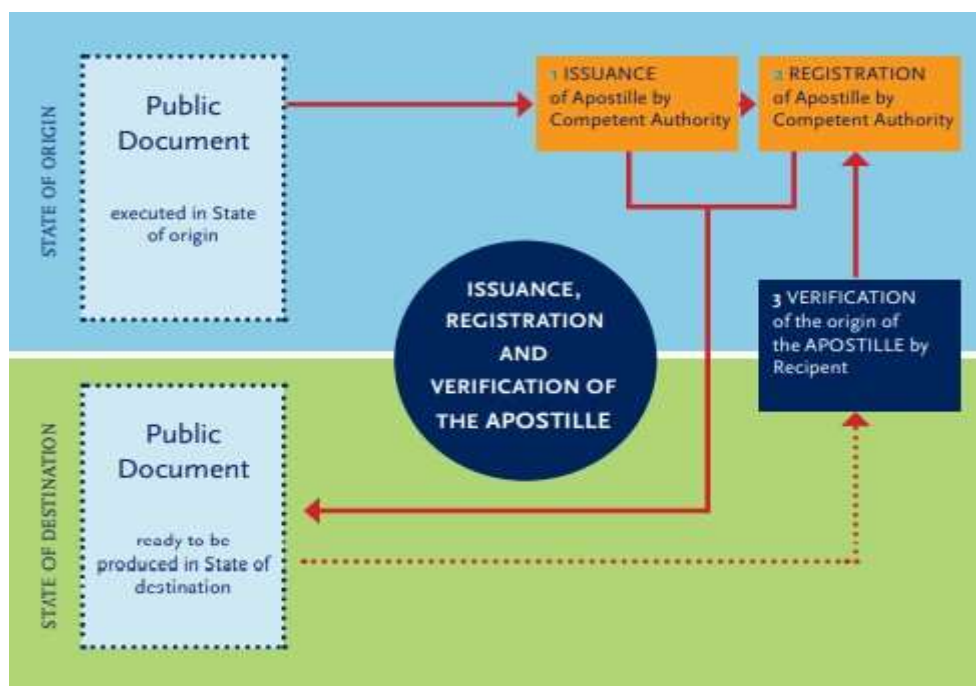 STATE OF ORIGIN
Public
Document
executed in State
of origin
1 ISSUANCE
of Apostille by
Competent Authority
2 REGISTRATION
of Apostille by
Competent Authority
ISSUANCE,
REGISTRATION
AND
VERIFICATION OF
THE APOSTILLE
3 VERIFICATION
of the origin of
the APOSTILLE by
Recipent
STATE OF DESTINATION
Public
Document
ready to be
produced in State of
destination